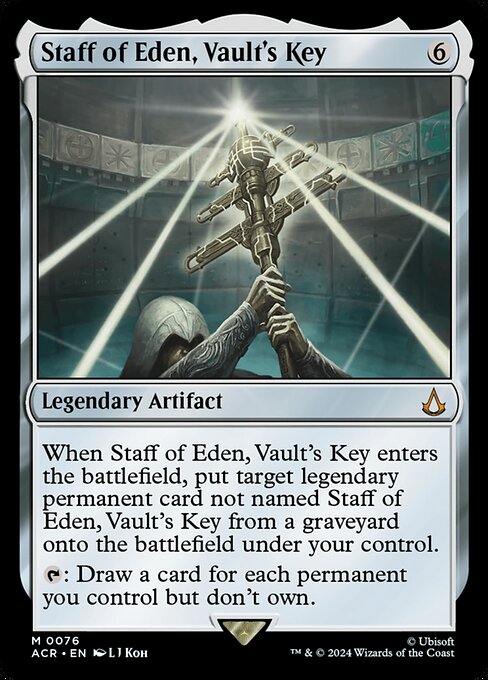 Staff of Eden, Vault's Key 6
Legendary Artifact
When Staff of Eden, Vault's Key enters
the battlefield, put target legendary
permanent card not named Staff of
Eden, Vault's Key from a graveyard
onto the battlefield under your control.
: Draw a card for each permanent
you control but don't own.
M 0076
ACR • EN LJ Koh
© Ubisoft
™ & © 2024 Wizards of the Coast